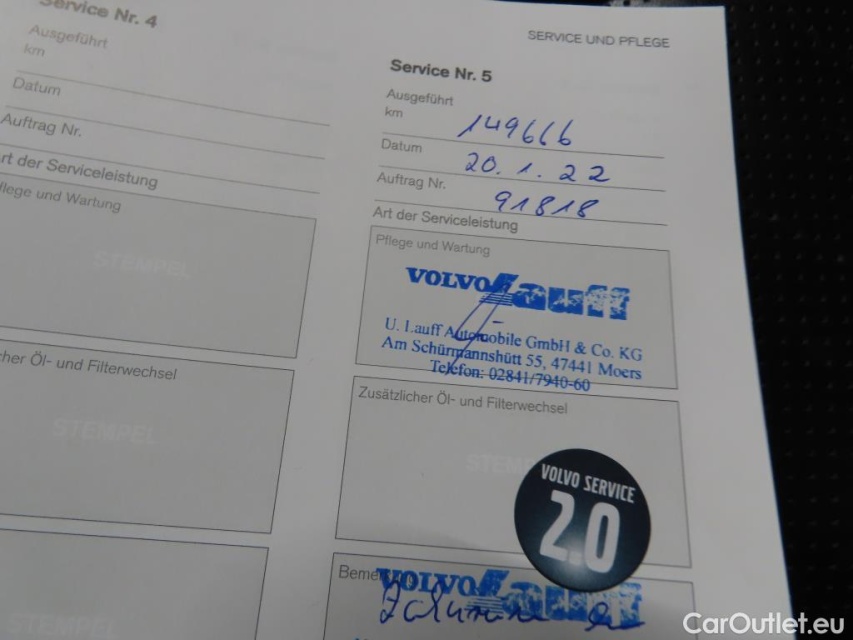 Service Nr. 4
Ausgeführt
km
Datum
Auftrag Nr.
rt der Serviceleistung
flege und Wartung
STEMPEL
cher Öl- und Filterwechsel
STEMPEL
STEMPEL
SERVICE UND PFLEGE
Service Nr. 5
Ausgeführt
km 149666
Datum 20.1.22
Auftrag Nr. 91818
Art der Serviceleistung
Pflege und Wartung
VOLVO Lauff
U. Lauff Automobile GmbH & Co. KG
Am Schürmannshütt 55, 47441 Moers
Telefon: 02841/7940-60
Zusätzlicher Öl- und Filterwechsel
STEM
VOLVO SERVICE
2.0
Beme
VOLVO Lauff
CarOutlet.eu